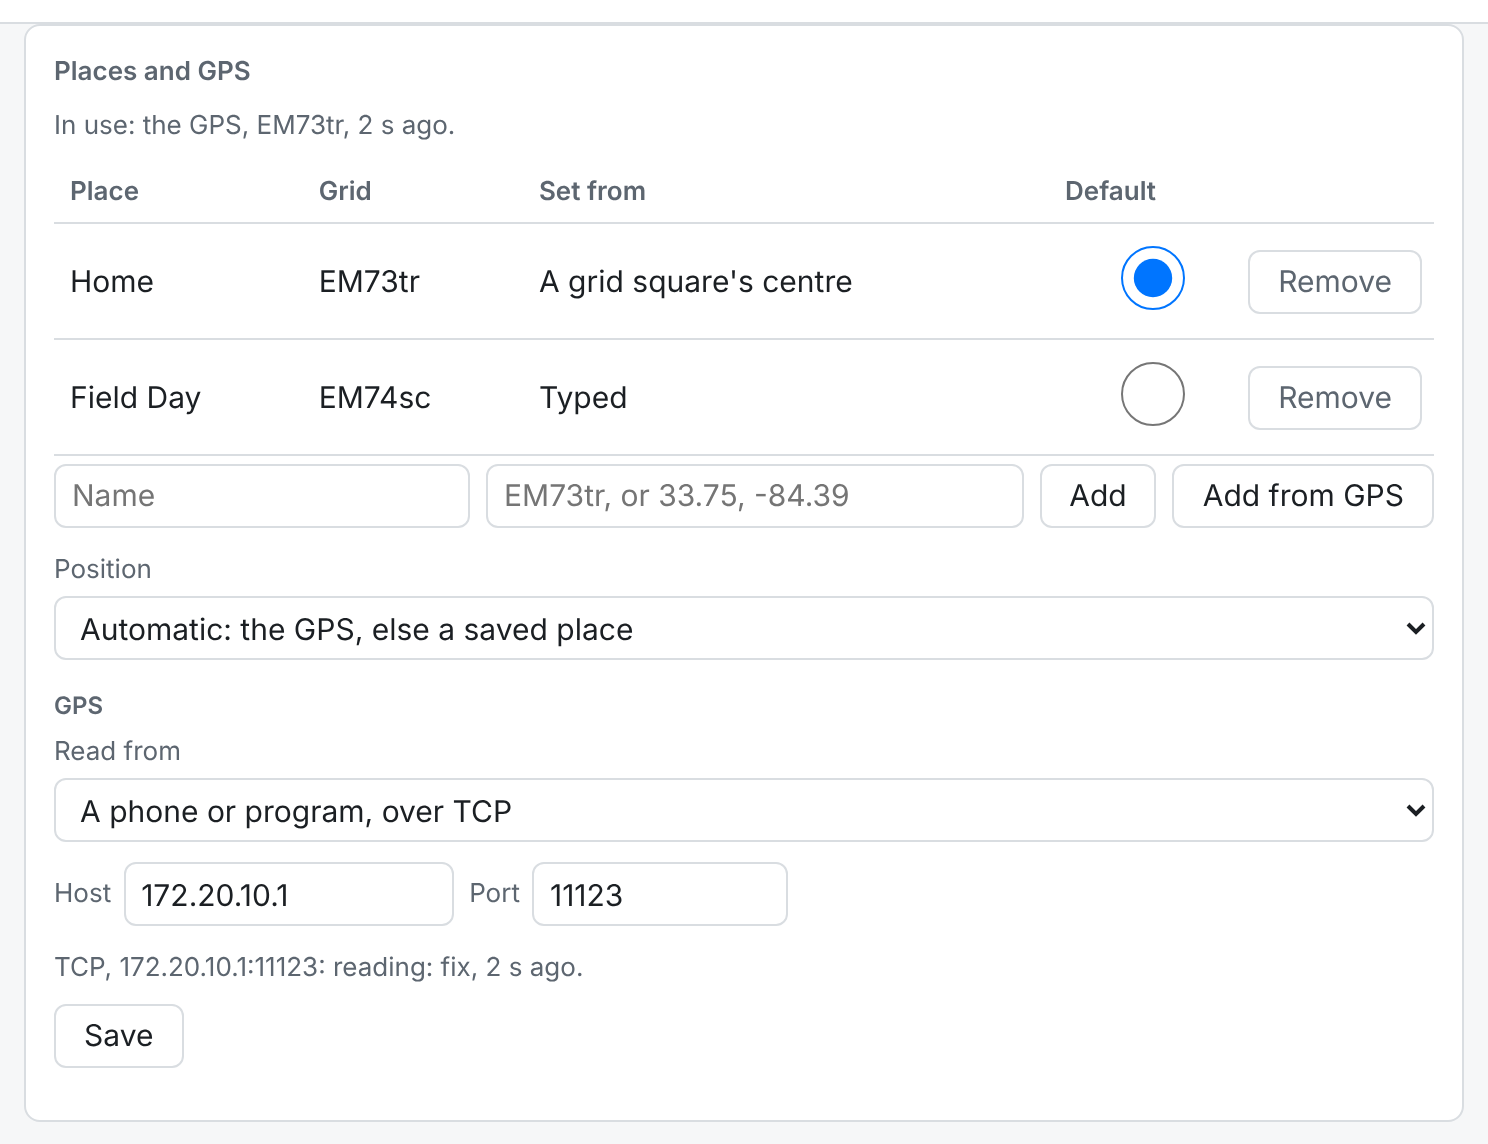 Places and GPS
In use: the GPS, EM73tr, 2 s ago.
Place Grid Set from Default
Home EM73tr A grid square's centre Remove
Field Day EM74sc Typed Remove
Name EM73tr, or 33.75, -84.39 Add Add from GPS
Position
Automatic: the GPS, else a saved place
GPS
Read from
A phone or program, over TCP
Host 172.20.10.1 Port 11123
TCP, 172.20.10.1:11123: reading: fix, 2 s ago.
Save